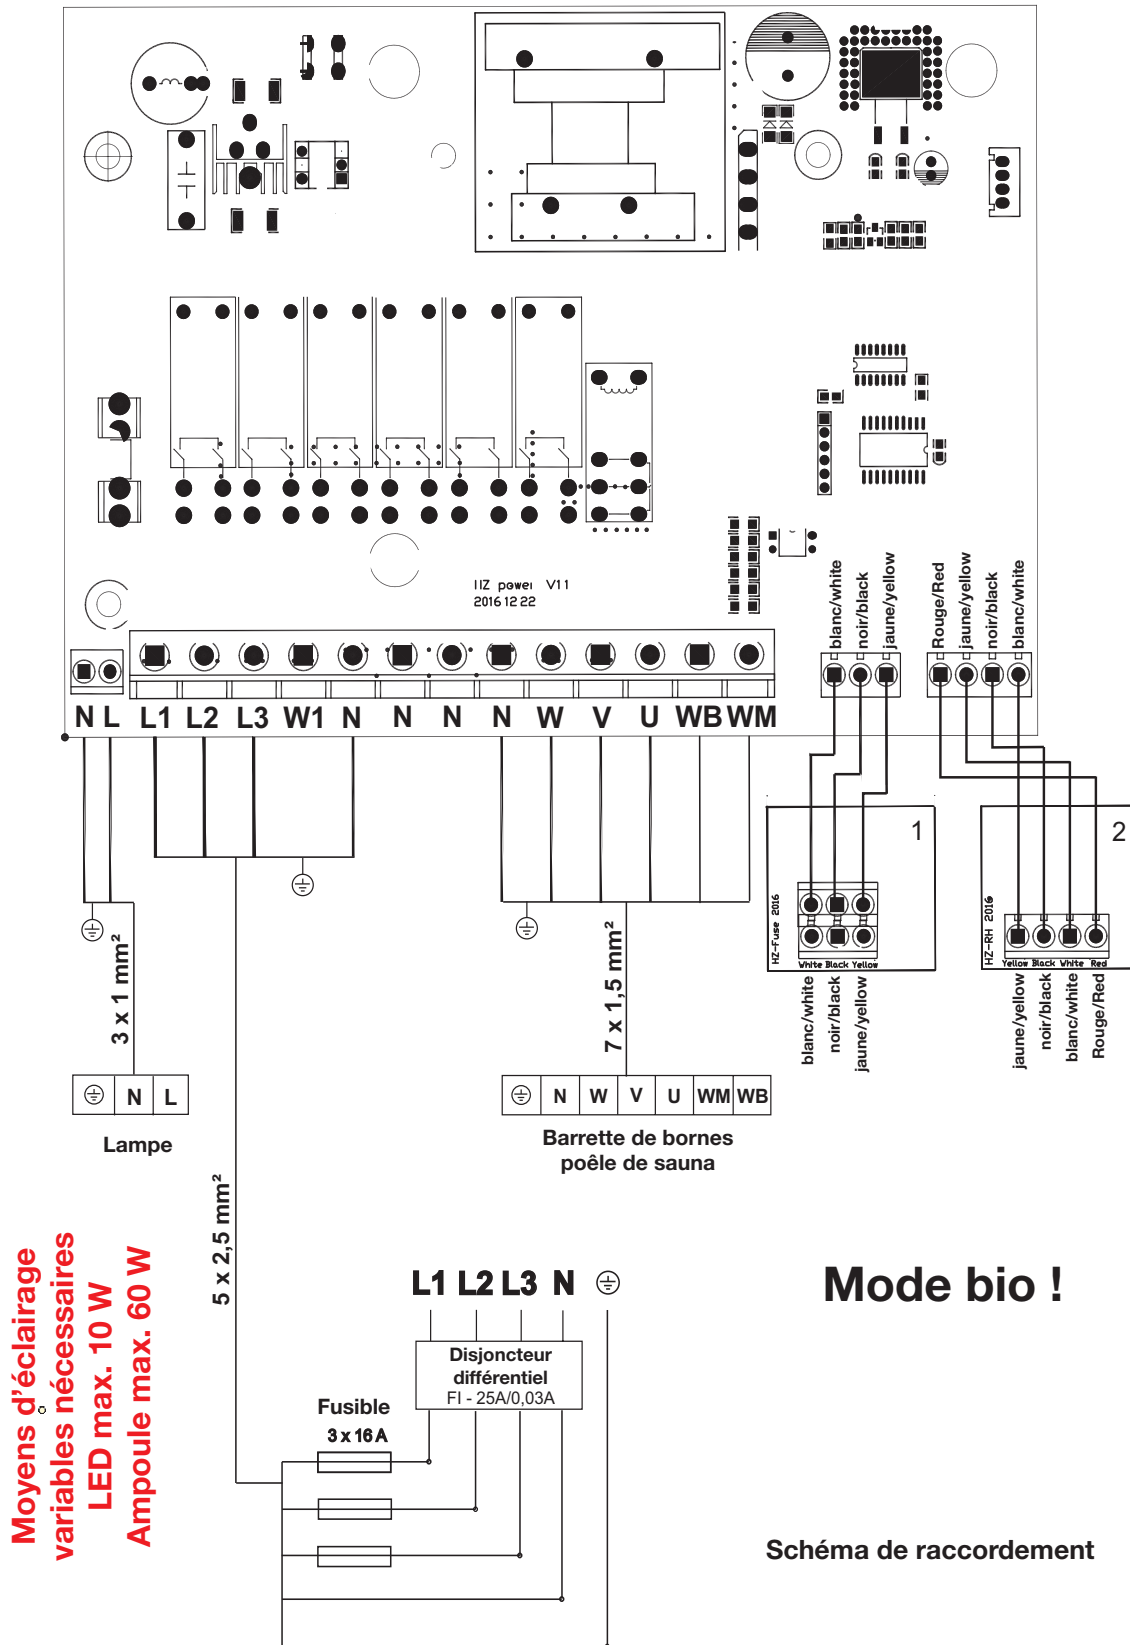 HZ power V11
2016 12 22
blanc/white
noir/black
jaune/yellow
Rouge/Red
jaune/yellow
noir/black
blanc/white
N L L1 L2 L3 W1 N N N N W V U WB WM
1
HZ-Fuse 2016
White Black Yellow
blanc/white
noir/black
jaune/yellow
2
HZ-RH 2016
Yellow Black White Red
jaune/yellow
noir/black
blanc/white
Rouge/Red
3 x 1 mm²
7 x 1,5 mm²
N L
Lampe
N W V U WM WB
Barrette de bornes
poêle de sauna
5 x 2,5 mm²
Moyens d'éclairage
variables nécessaires
LED max. 10 W
Ampoule max. 60 W
L1 L2 L3 N
Disjoncteur
différentiel
FI - 25A/0,03A
Fusible
3 x 16 A
Mode bio !
Schéma de raccordement